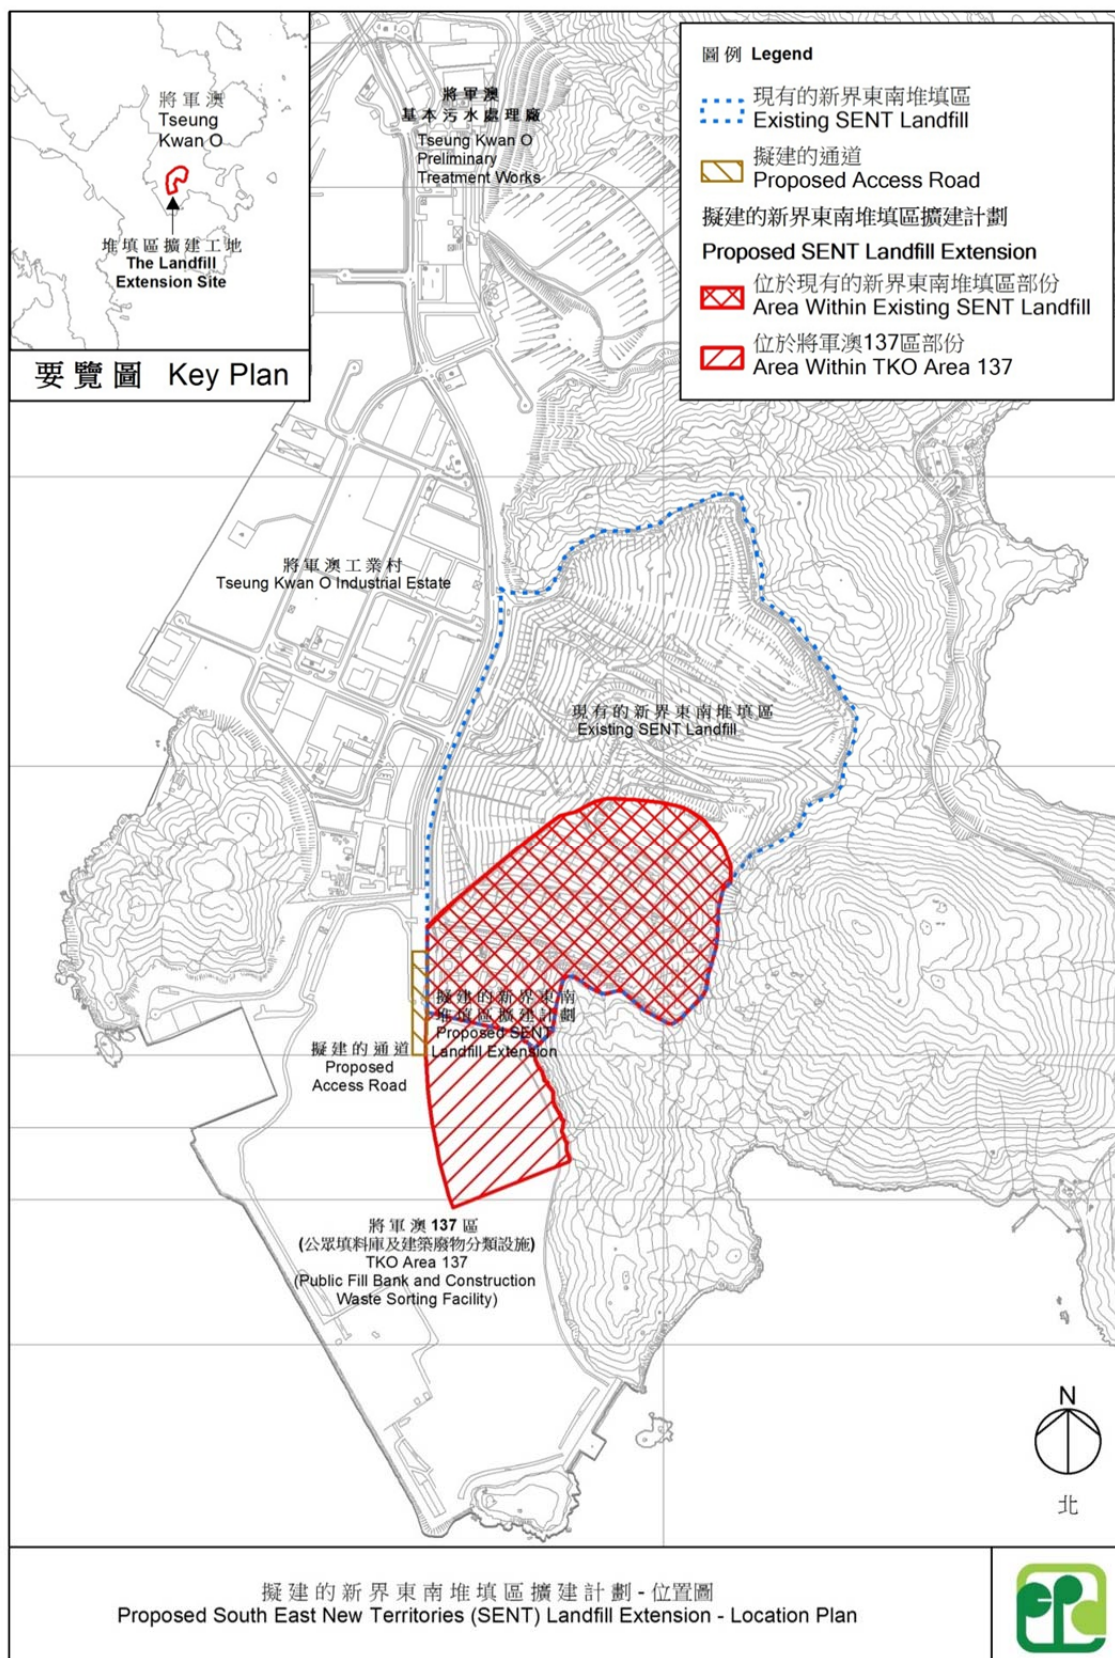 將軍澳
Tseung
Kwan O
堆填區擴建工地
The Landfill
Extension Site
要覽圖 Key Plan
將軍澳
基本污水處理廠
Tseung Kwan O
Preliminary
Treatment Works
圖例 Legend
現有的新界東南堆填區
Existing SENT Landfill
擬建的通道
Proposed Access Road
擬建的新界東南堆填區擴建計劃
Proposed SENT Landfill Extension
位於現有的新界東南堆填區部份
Area Within Existing SENT Landfill
位於將軍澳137區部份
Area Within TKO Area 137
將軍澳工業村
Tseung Kwan O Industrial Estate
現有的新界東南堆填區
Existing SENT Landfill
擬建的新界東南
堆填區擴建計劃
Proposed SENT
Landfill Extension
擬建的通道
Proposed
Access Road
將軍澳 137 區
(公眾填料庫及建築廢物分類設施)
TKO Area 137
(Public Fill Bank and Construction
Waste Sorting Facility)
N
北
擬建的新界東南堆填區擴建計劃 - 位置圖
Proposed South East New Territories (SENT) Landfill Extension - Location Plan